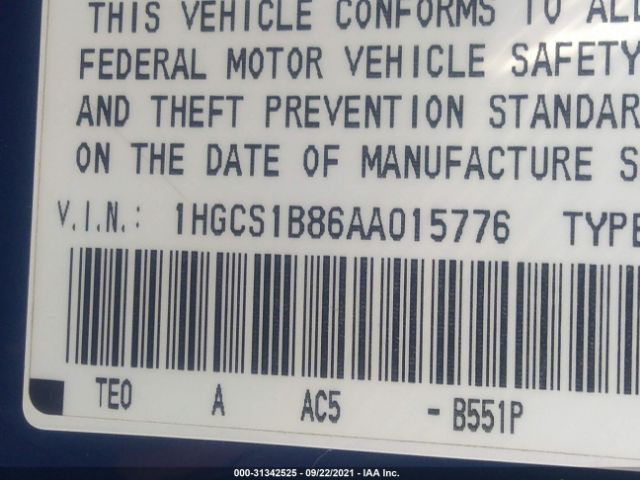 THIS VEHICLE CONFORMS TO ALL
FEDERAL MOTOR VEHICLE SAFETY
AND THEFT PREVENTION STANDAR
ON THE DATE OF MANUFACTURE S
V.I.N.: 1HGCS1B86AA015776 TYPE
TEO A AC5 - B551P
000-31342525 - 09/22/2021 - IAA Inc.